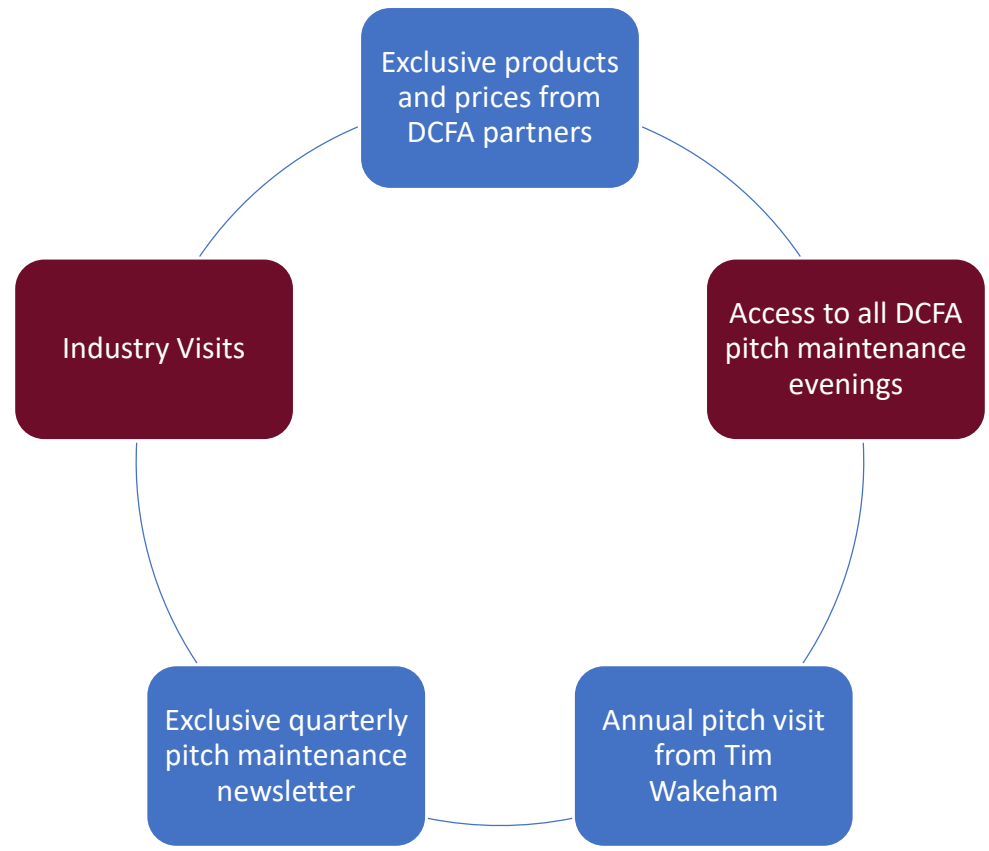 Exclusive products
and prices from
DCFA partners
Access to all DCFA
pitch maintenance
evenings
Annual pitch visit
from Tim
Wakeham
Exclusive quarterly
pitch maintenance
newsletter
Industry Visits